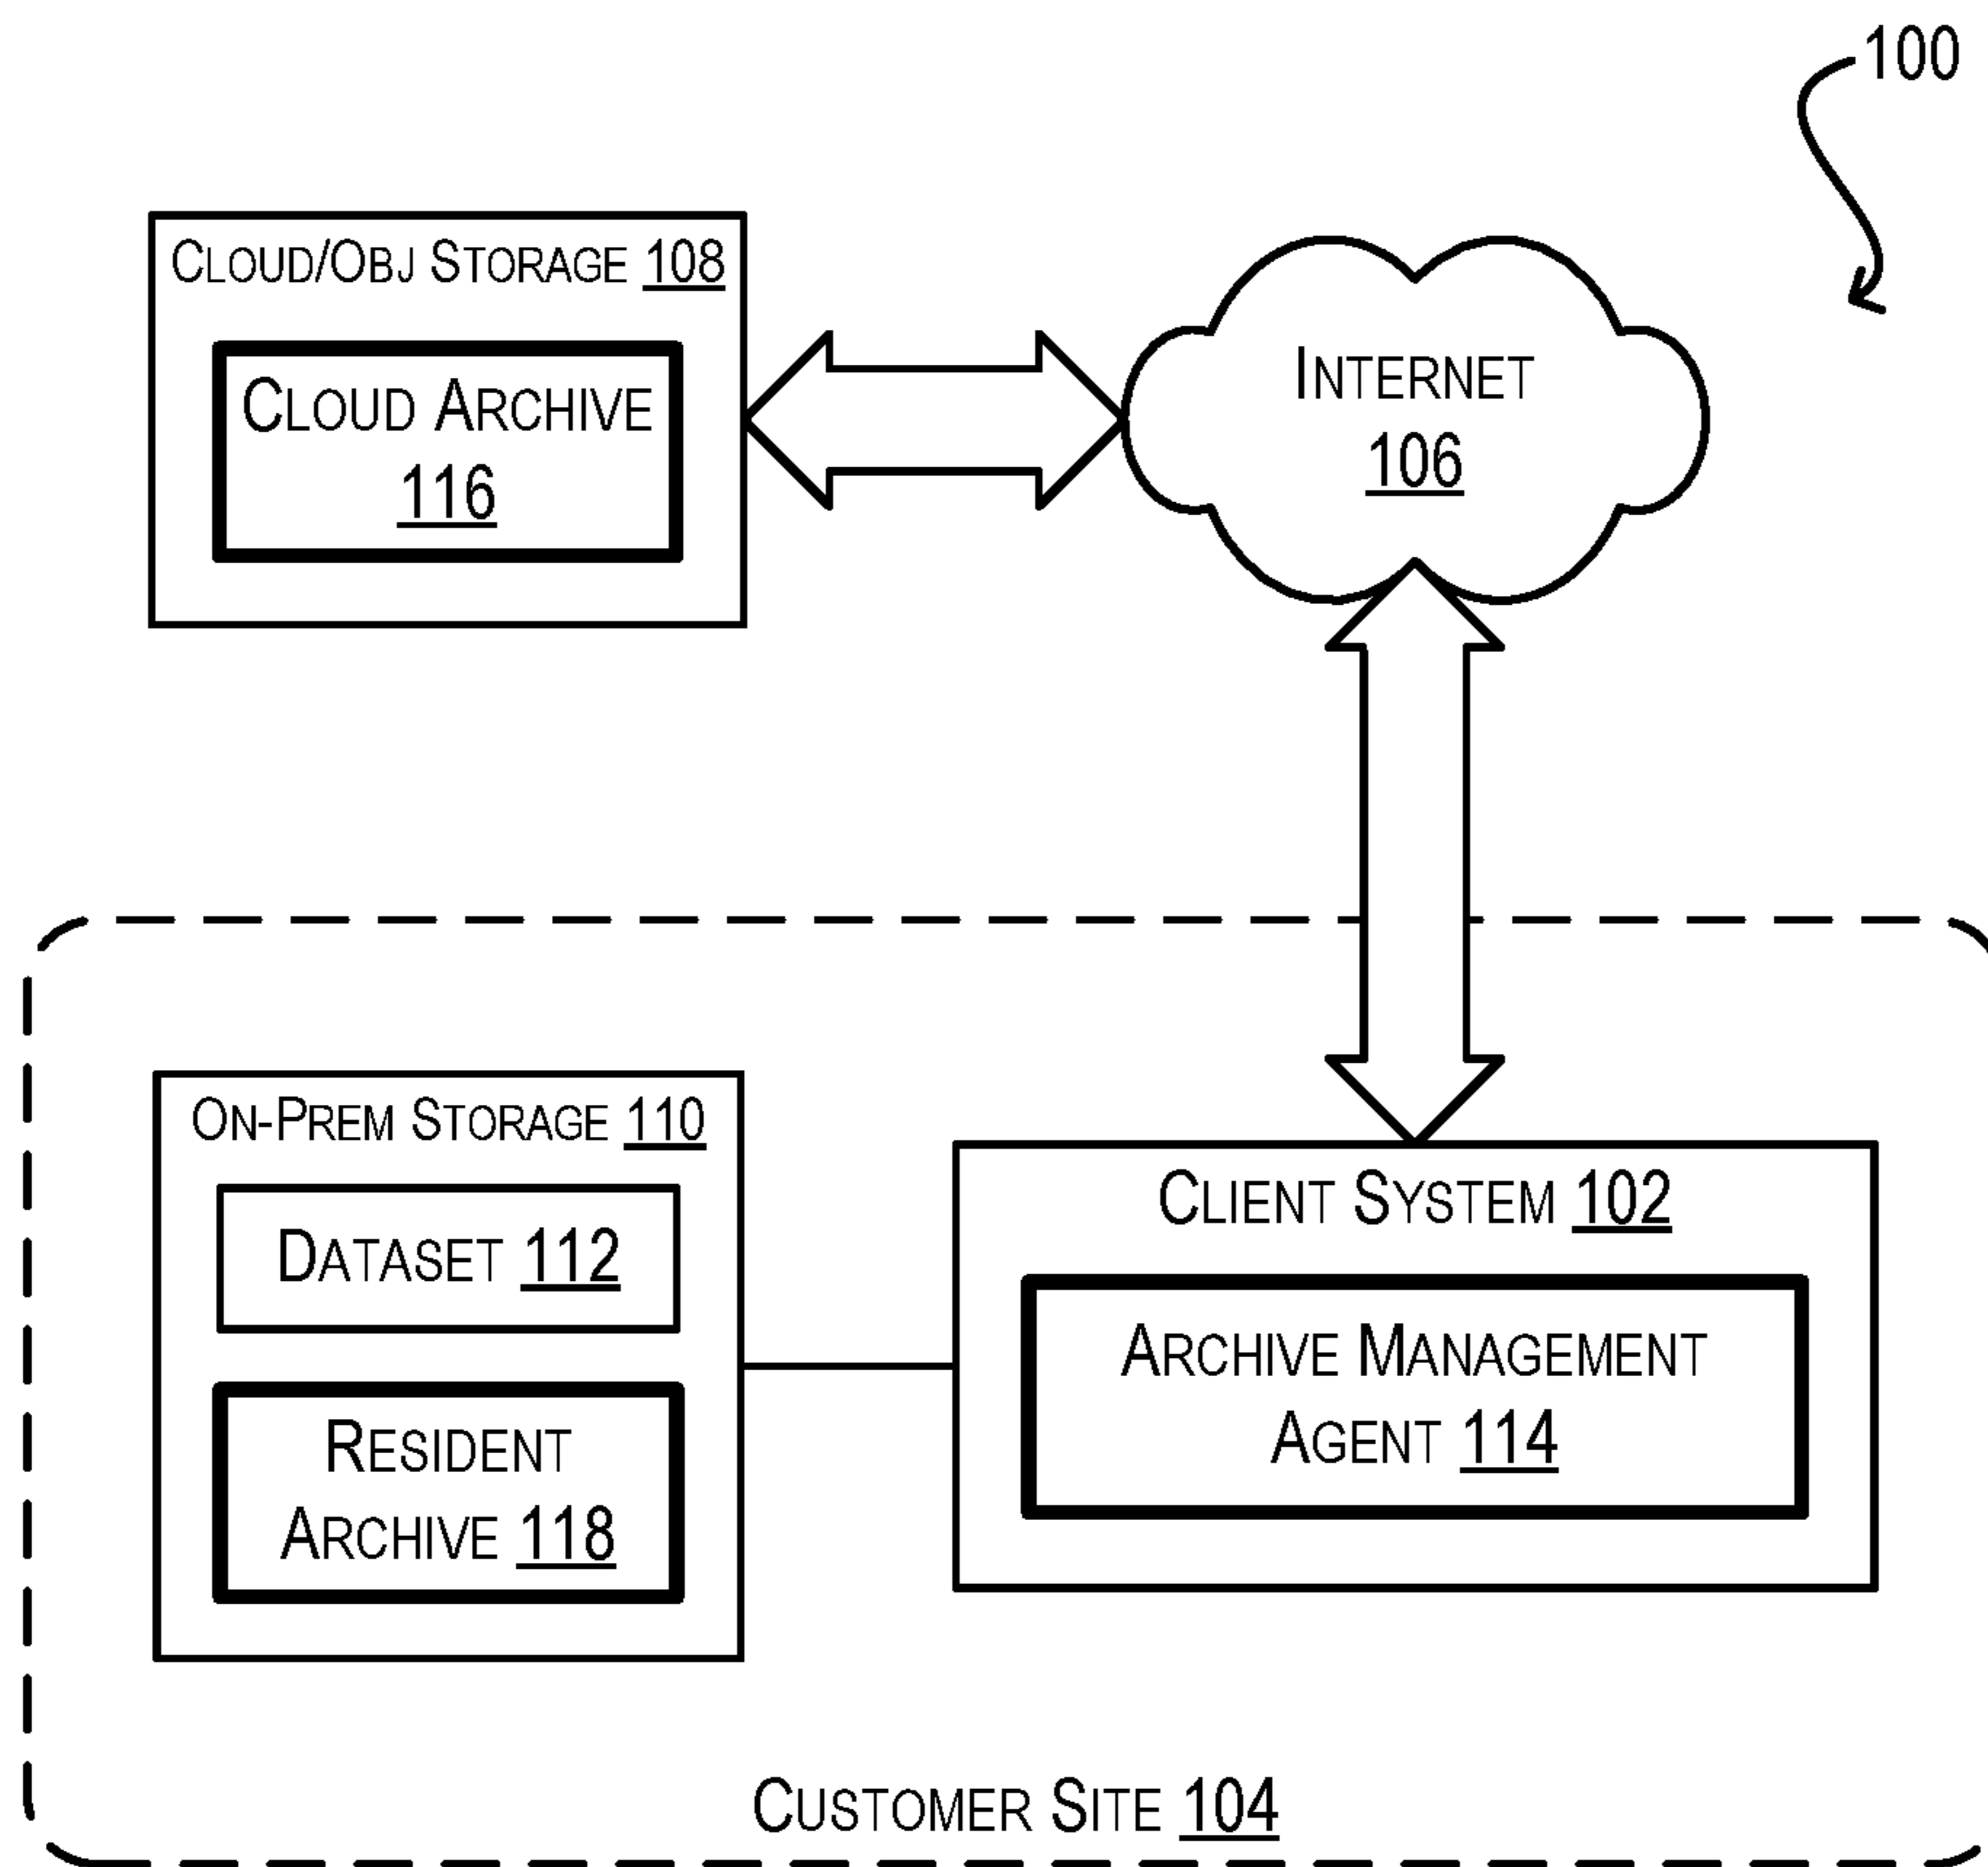 100
CLOUD/OBJ STORAGE 108
CLOUD ARCHIVE
116
INTERNET
106
ON-PREM STORAGE 110
DATASET 112
RESIDENT
ARCHIVE 118
CLIENT SYSTEM 102
ARCHIVE MANAGEMENT
AGENT 114
CUSTOMER SITE 104